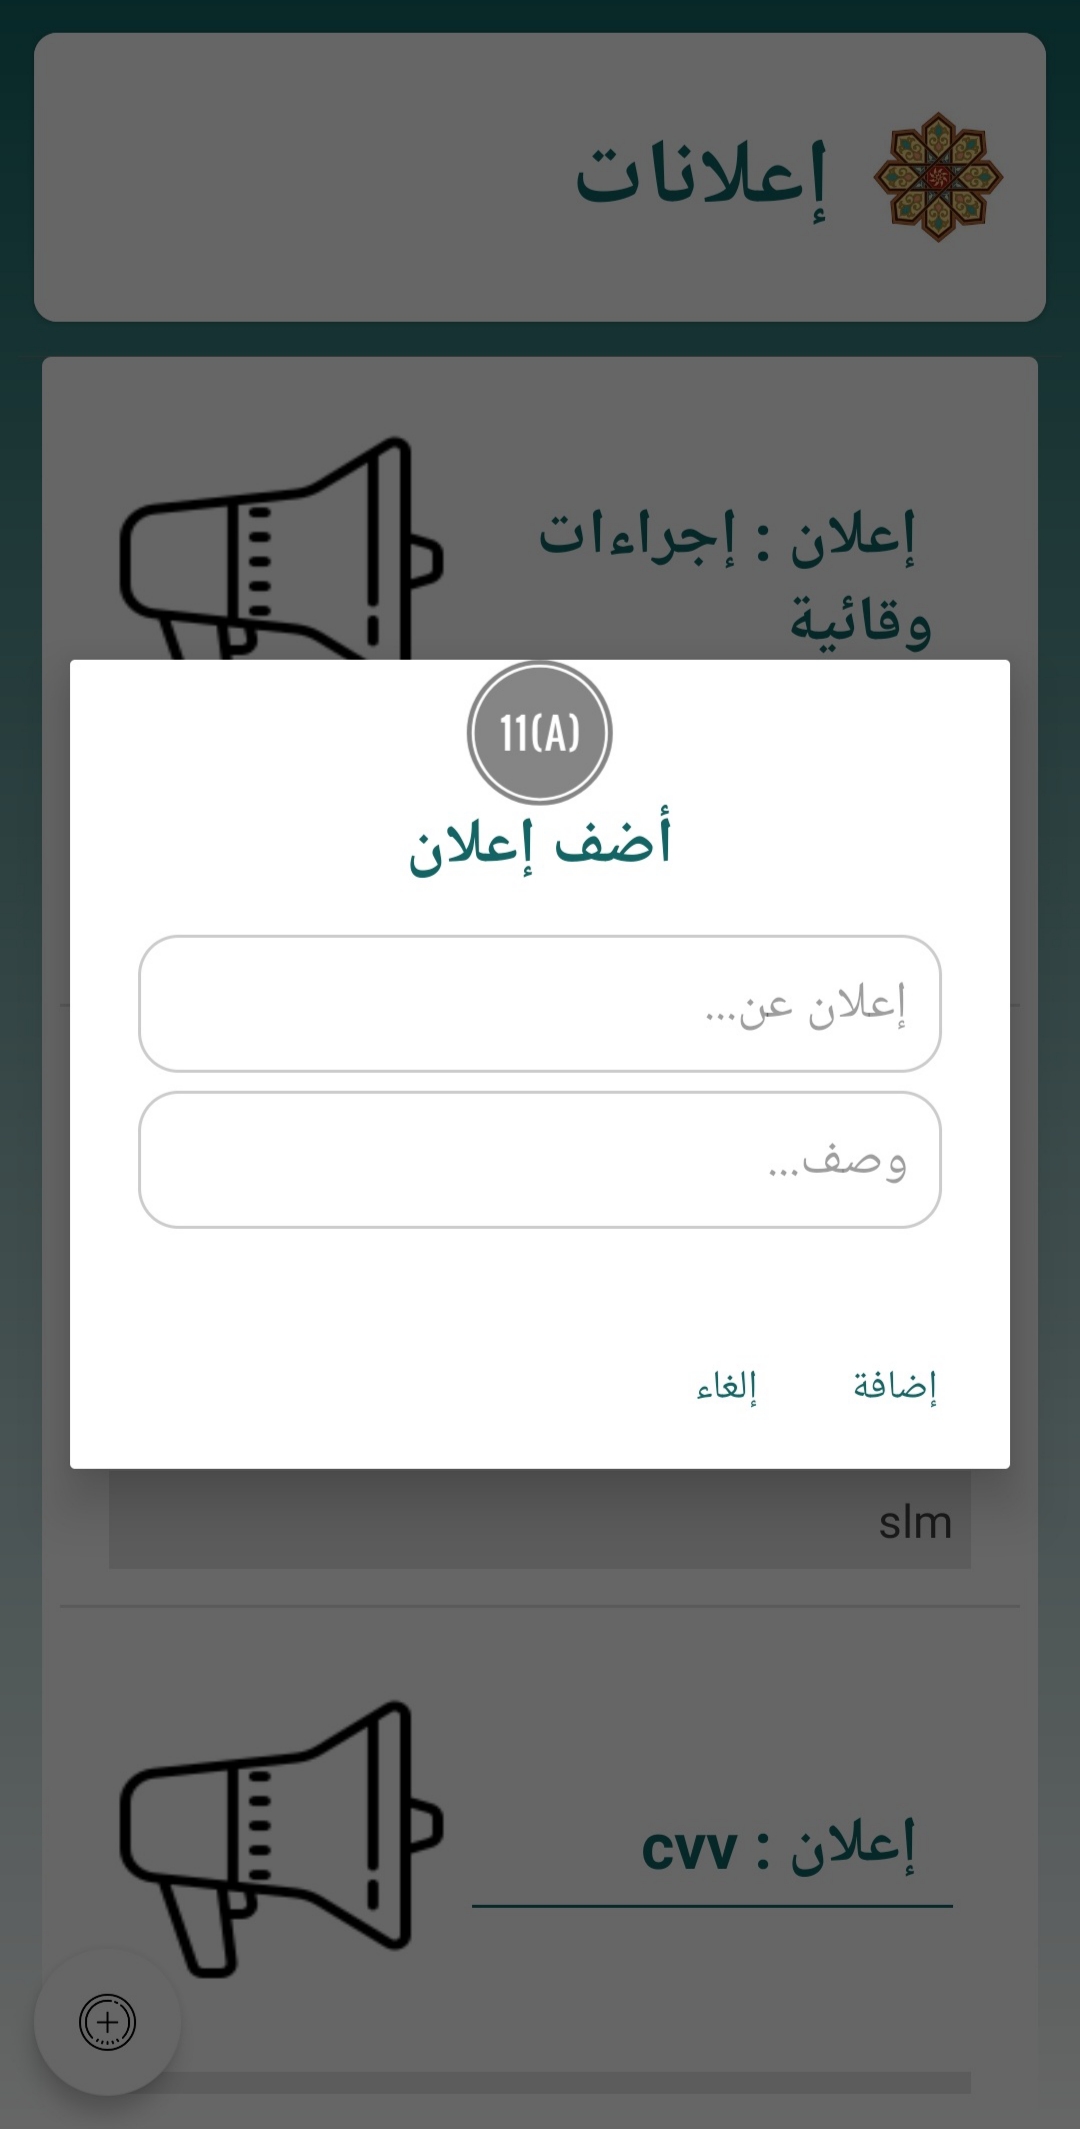 إعلانات
إعلان : إجراءات
وقائية
11(A)
أضف إعلان
إعلان عن...
وصف...
إضافة
إلغاء
slm
إعلان : cvv